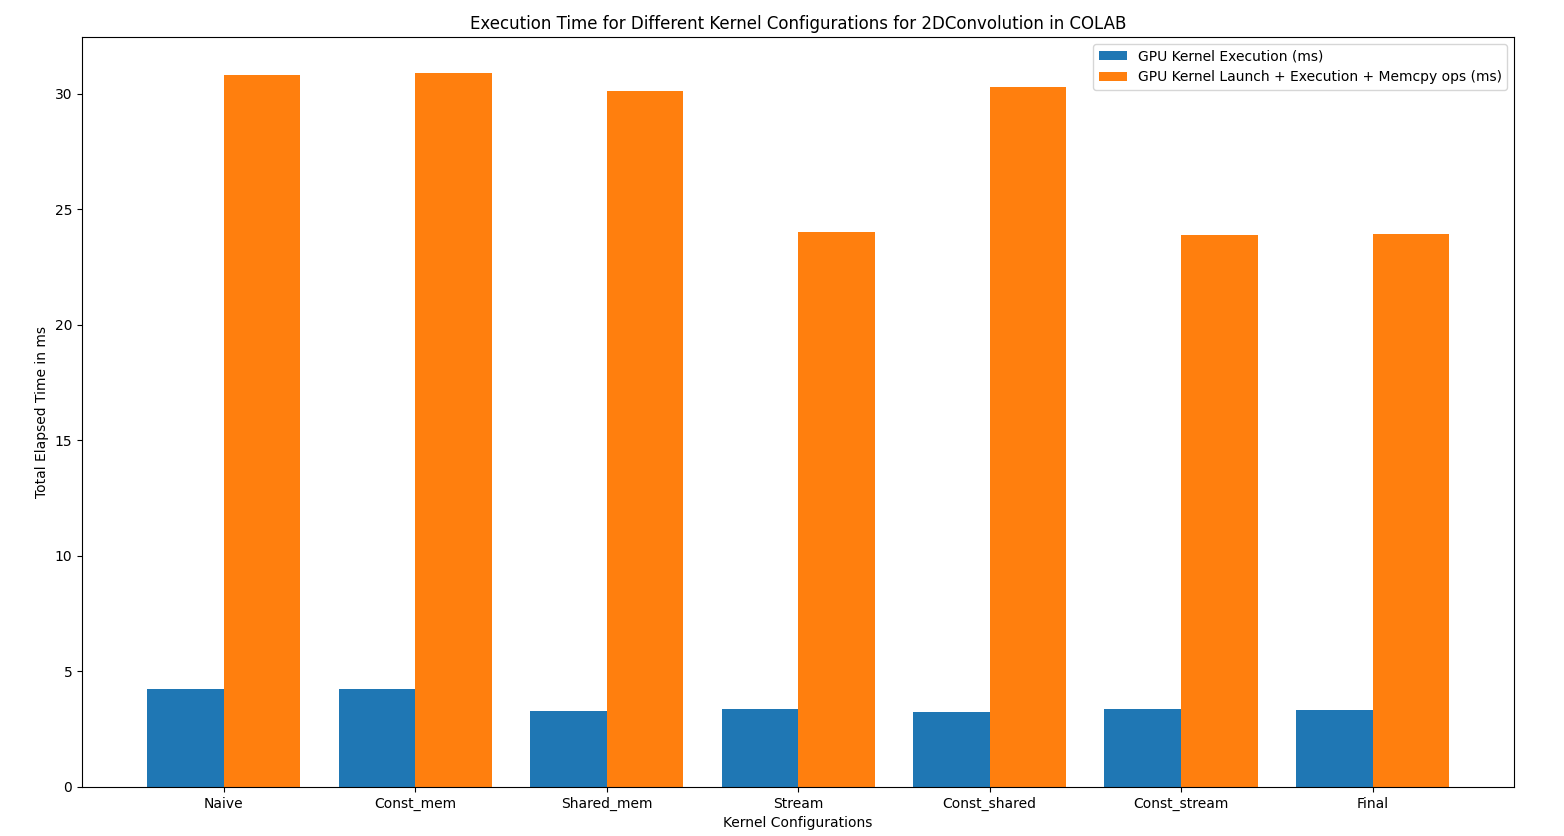 Execution Time for Different Kernel Configurations for 2DConvolution in COLAB
GPU Kernel Execution (ms)
GPU Kernel Launch + Execution + Memcpy ops (ms)
Total Elapsed Time in ms
30
25
20
15
10
5
0
Naive
Const_mem
Shared_mem
Stream
Const_shared
Const_stream
Final
Kernel Configurations